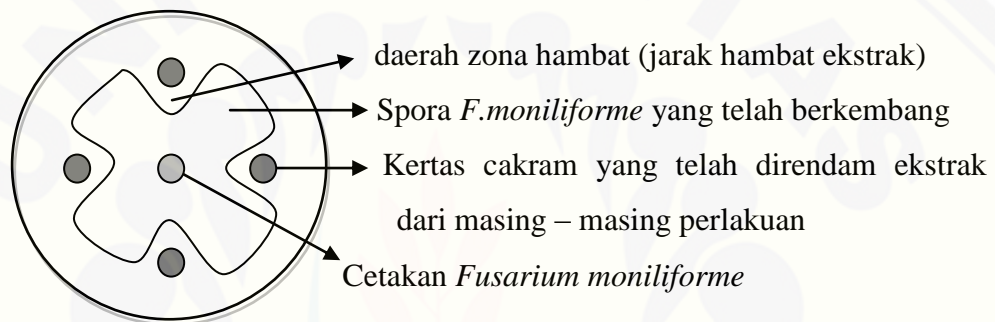 daerah zona hambat (jarak hambat ekstrak)
Spora F.moniliforme yang telah berkembang
Kertas cakram yang telah direndam ekstrak
dari masing – masing perlakuan
Cetakan Fusarium moniliforme